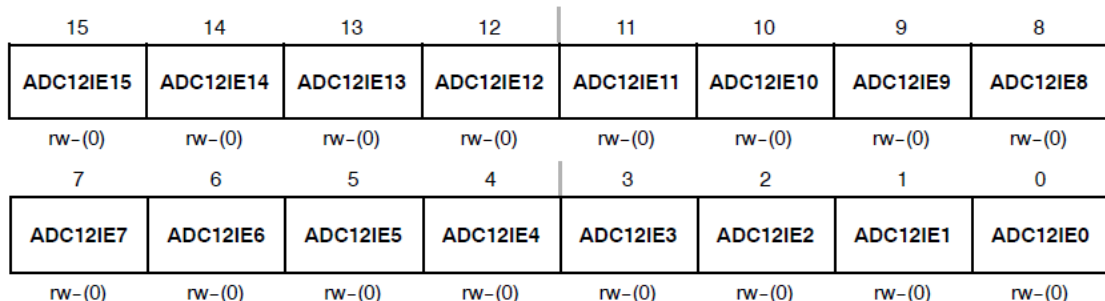 15 14 13 12 11 10 9 8
ADC12IE15 ADC12IE14 ADC12IE13 ADC12IE12 ADC12IE11 ADC12IE10 ADC12IE9 ADC12IE8
rw–(0) rw–(0) rw–(0) rw–(0) rw–(0) rw–(0) rw–(0) rw–(0)
7 6 5 4 3 2 1 0
ADC12IE7 ADC12IE6 ADC12IE5 ADC12IE4 ADC12IE3 ADC12IE2 ADC12IE1 ADC12IE0
rw–(0) rw–(0) rw–(0) rw–(0) rw–(0) rw–(0) rw–(0) rw–(0)